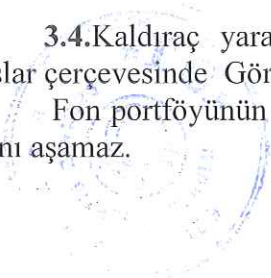 3.4.Kaldıraç yara
slar çerçevesinde Gör
Fon portföyünün
nı aşamaz.